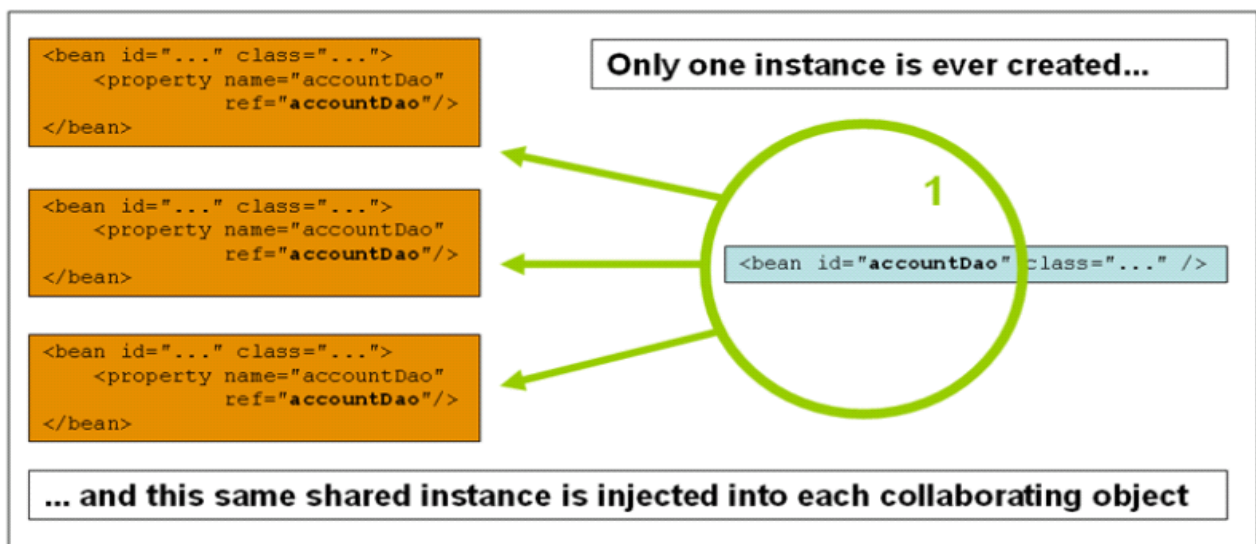 <bean id="..." class="...">
<property name="accountDao"
ref="accountDao"/>
</bean>
Only one instance is ever created...
<bean id="..." class="...">
<property name="accountDao"
ref="accountDao"/>
</bean>
1
<bean id="accountDao" class="..." />
<bean id="..." class="...">
<property name="accountDao"
ref="accountDao"/>
</bean>
... and this same shared instance is injected into each collaborating object